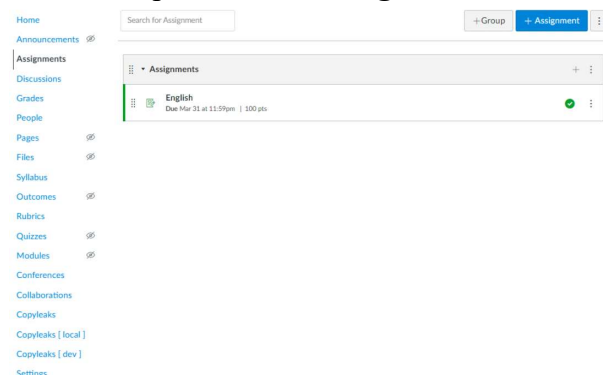 Home
Announcements
Assignments
Discussions
Grades
People
Pages
Files
Syllabus
Outcomes
Rubrics
Quizzes
Modules
Conferences
Collaborations
Copyleaks
Copyleaks [ local ]
Copyleaks [ dev ]
Settings
Search for Assignment
+Group
+ Assignment
Assignments
English
Due Mar 31 at 11:59pm | 100 pts